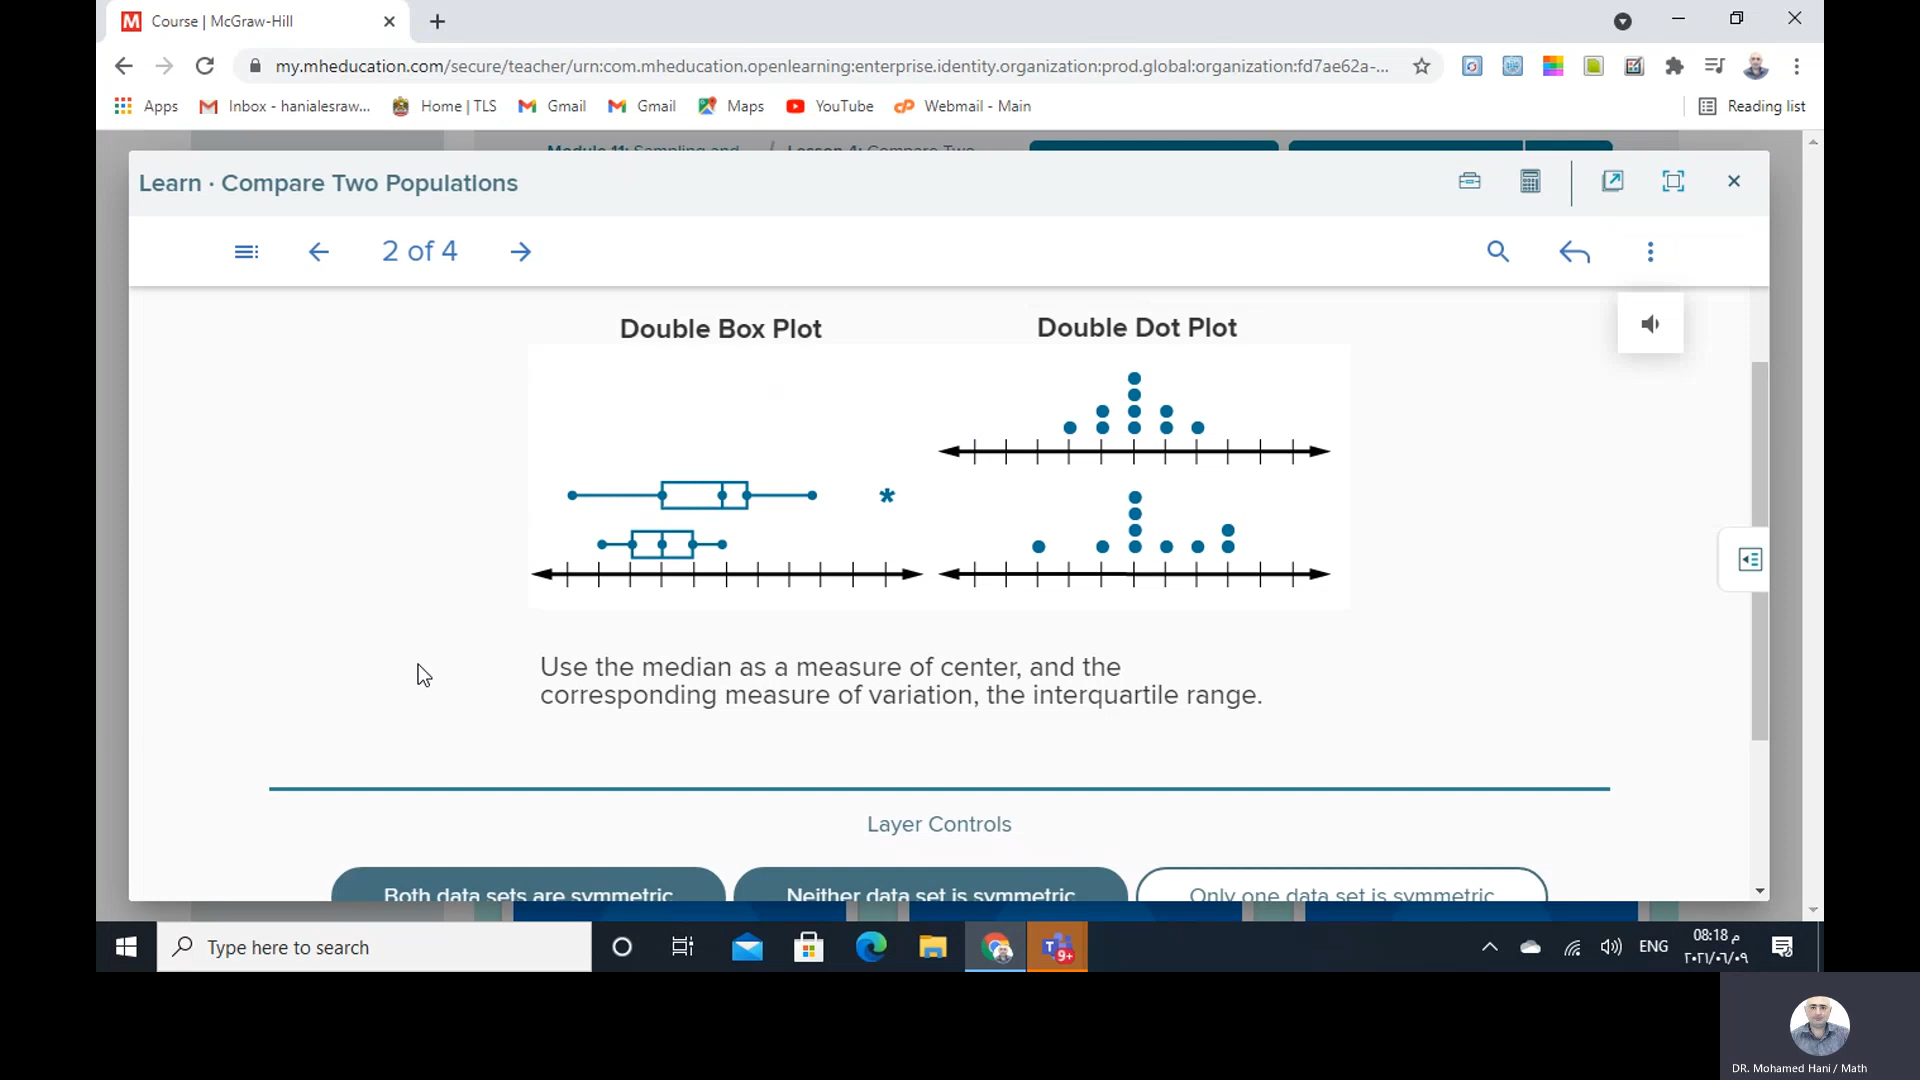 Course | McGraw-Hill
my.mheducation.com/secure/teacher/urn:com.mheducation.openlearning:enterprise.identity.organization:prod.global:organization:fd7ae62a-...
Apps
Inbox - hanialesraw...
Home | TLS
Gmail
Gmail
Maps
YouTube
Webmail - Main
Reading list
Learn · Compare Two Populations
2 of 4
Double Box Plot
Double Dot Plot
*
Use the median as a measure of center, and the
corresponding measure of variation, the interquartile range.
Layer Controls
Both data sets are symmetric
Neither data set is symmetric
Only one data set is symmetric
Type here to search
9+
ENG
08:18 م
٢٠٢١/٠٦/٠٩
DR. Mohamed Hani / Math